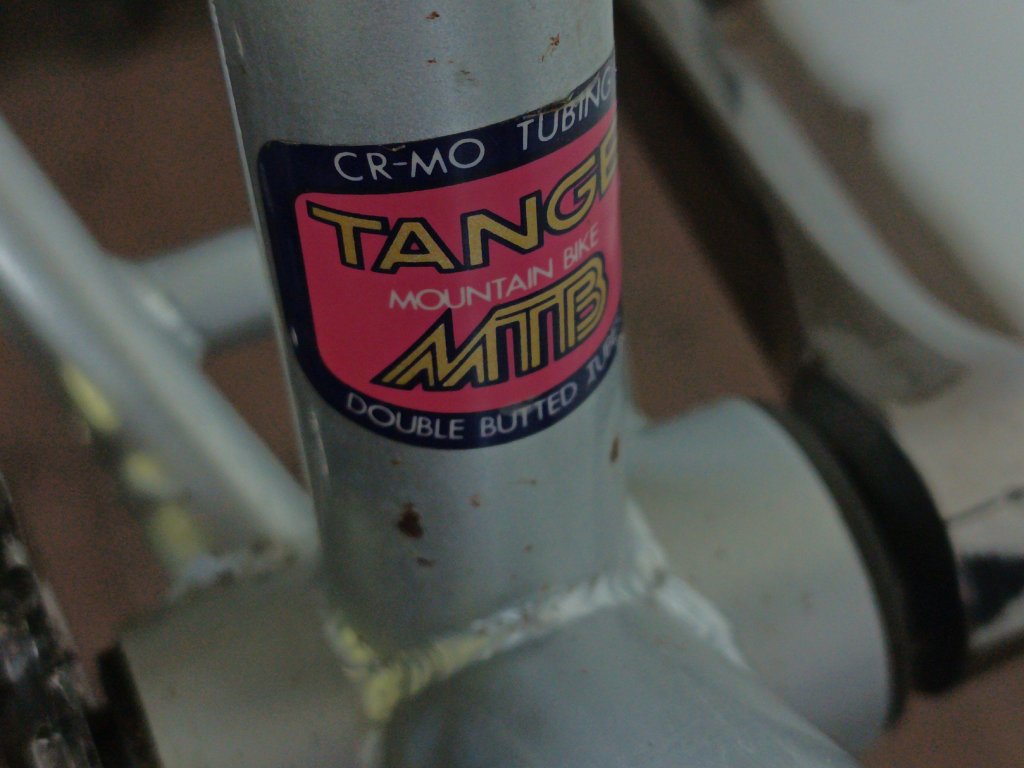 CR-MO TUBING
TANGE
MOUNTAIN BIKE
MTB
DOUBLE BUTTED